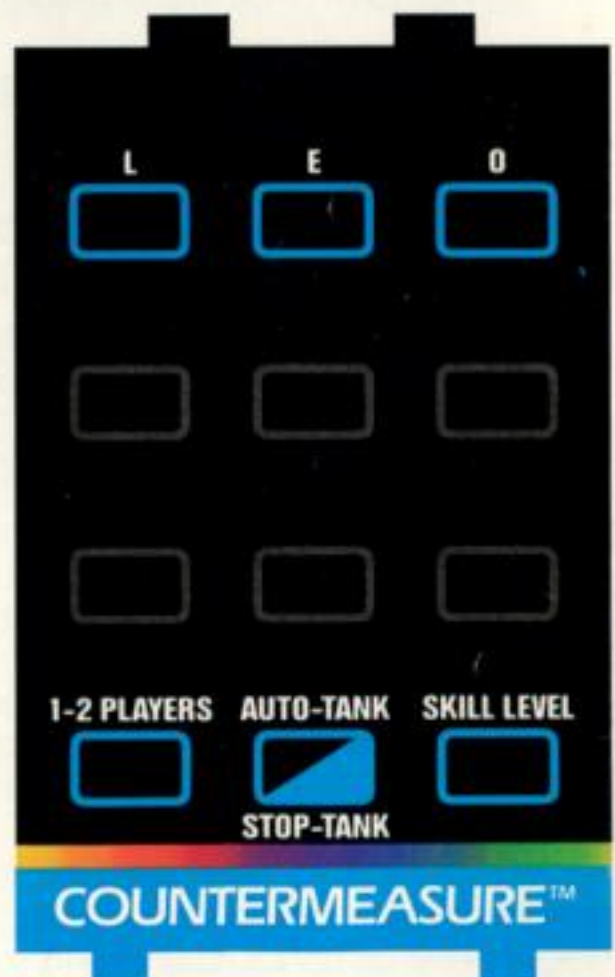 L E O
1-2 PLAYERS AUTO-TANK SKILL LEVEL
STOP-TANK
COUNTERMEASURE™